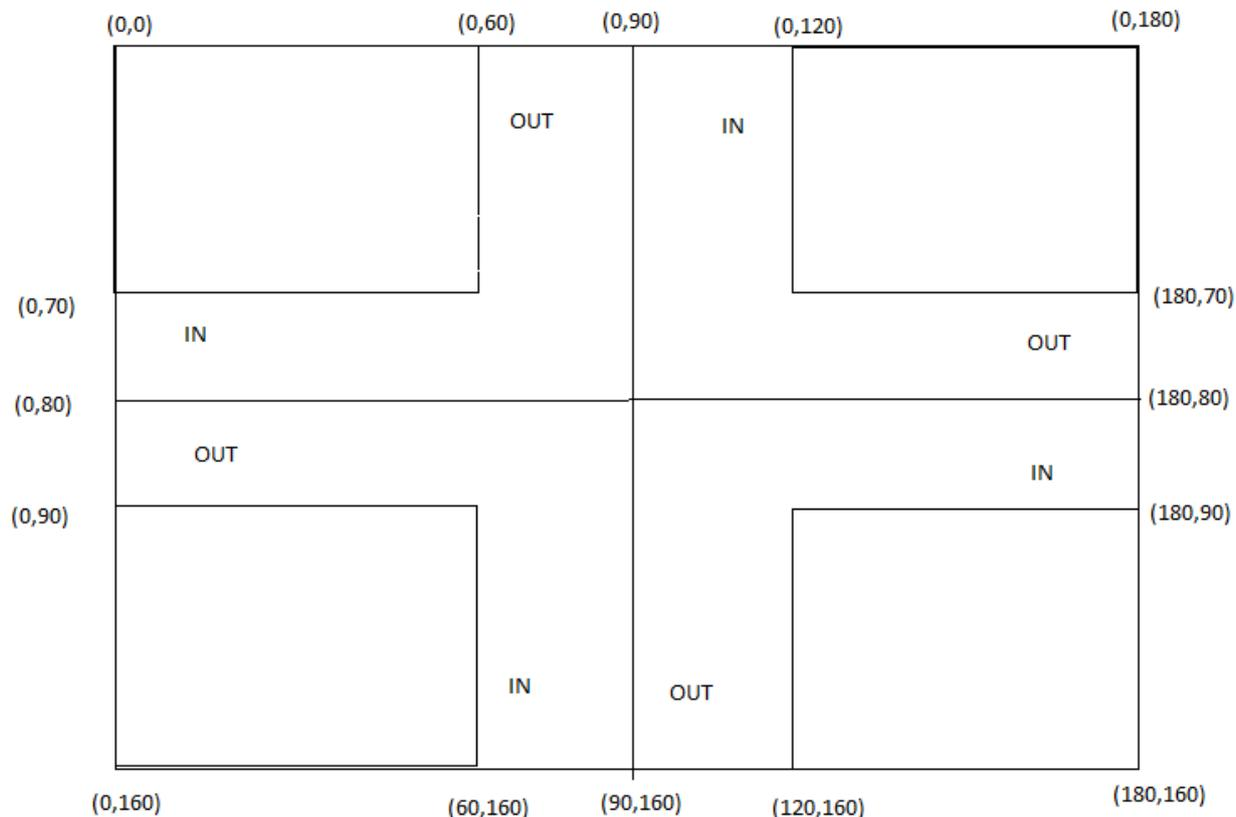 (0,0)
(0,60)
(0,90)
(0,120)
(0,180)
OUT
IN
(0,70)
(180,70)
IN
OUT
(0,80)
(180,80)
OUT
IN
(0,90)
(180,90)
IN
OUT
(0,160)
(60,160)
(90,160)
(120,160)
(180,160)